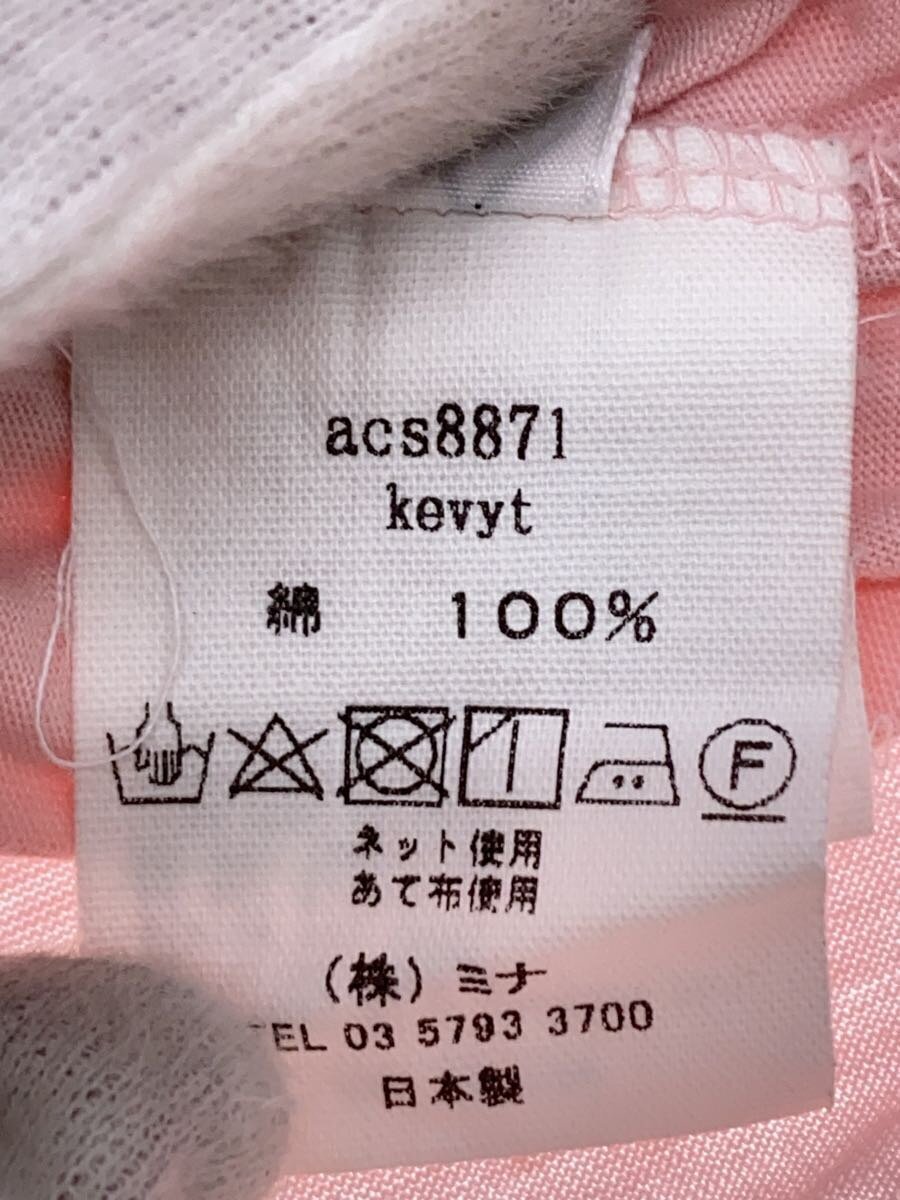 acs8871
kevyt
綿 100%
F
ネット使用
あて布使用
(株)ミナ
TEL 03 5793 3700
日本製